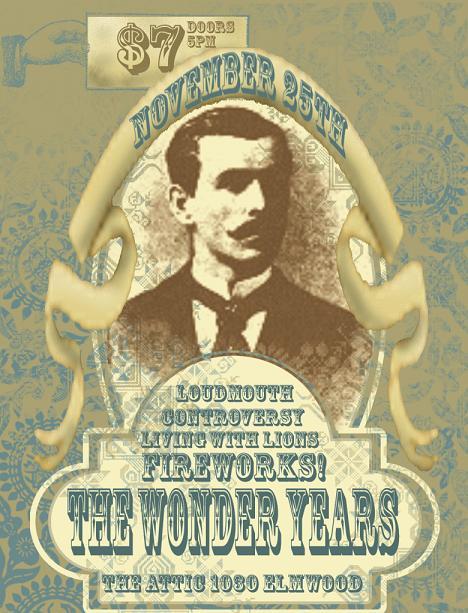 $7 DOORS
5PM
NOVEMBER 25TH
LOUDMOUTH
CONTROVERSY
LIVING WITH LIONS
FIREWORKS!
THE WONDER YEARS
THE ATTIC 1030 ELMWOOD